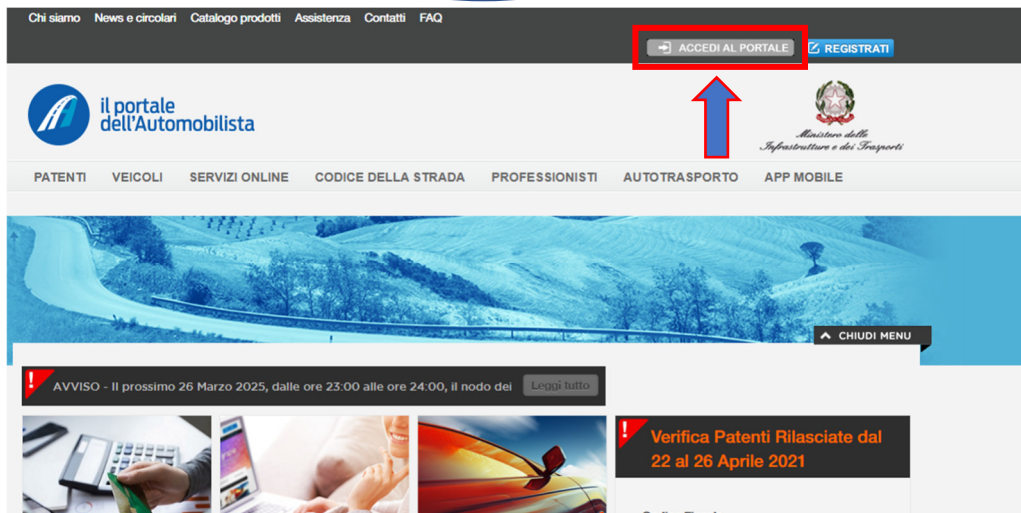 Chi siamo News e circolari Catalogo prodotti Assistenza Contatti FAQ
ACCEDI AL PORTALE REGISTRATI
il portale
dell'Automobilista
Ministero delle
Infrastrutture e dei Trasporti
PATENTI VEICOLI SERVIZI ONLINE CODICE DELLA STRADA PROFESSIONISTI AUTOTRASPORTO APP MOBILE
CHIUDI MENU
! AVVISO - Il prossimo 26 Marzo 2025, dalle ore 23:00 alle ore 24:00, il nodo dei Leggi tutto
! Verifica Patenti Rilasciate dal
22 al 26 Aprile 2021